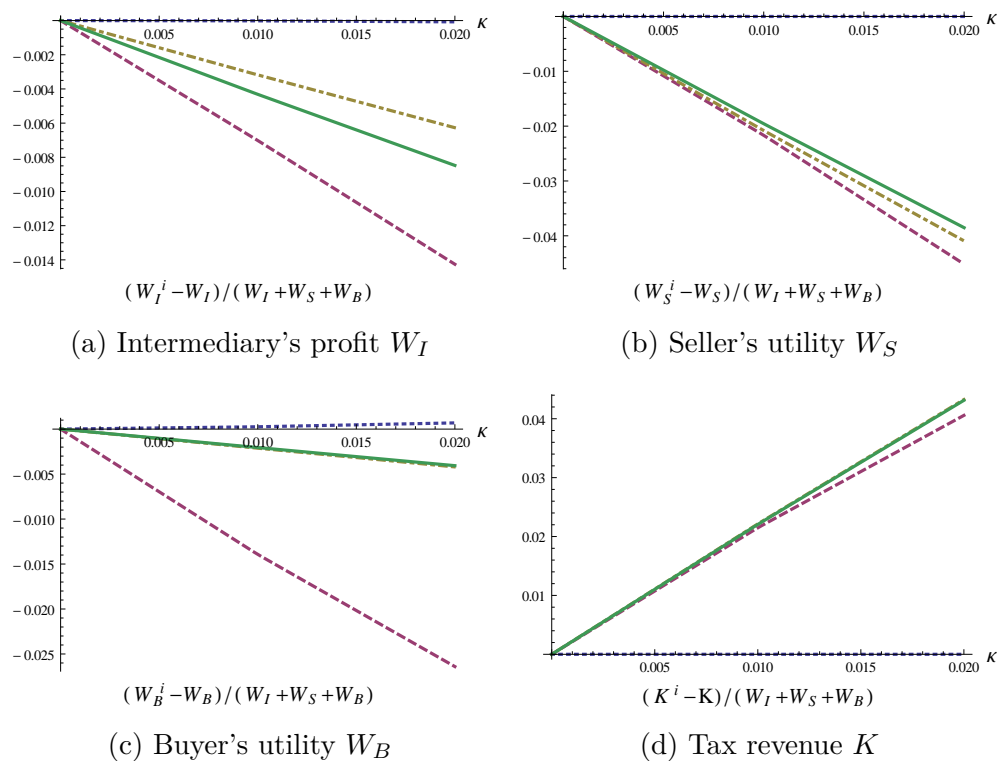 0.005 0.010 0.015 0.020 κ
−0.002
−0.004
−0.006
−0.008
−0.010
−0.012
−0.014
(W_I^i −W_I)/(W_I +W_S +W_B)
(a) Intermediary's profit W_I
0.005 0.010 0.015 0.020 κ
−0.01
−0.02
−0.03
−0.04
(W_S^i −W_S)/(W_I +W_S +W_B)
(b) Seller's utility W_S
0.005 0.010 0.015 0.020 κ
−0.005
−0.010
−0.015
−0.020
−0.025
(W_B^i −W_B)/(W_I +W_S +W_B)
(c) Buyer's utility W_B
0.04
0.03
0.02
0.01
0.005 0.010 0.015 0.020 κ
(K^i −K)/(W_I +W_S +W_B)
(d) Tax revenue K